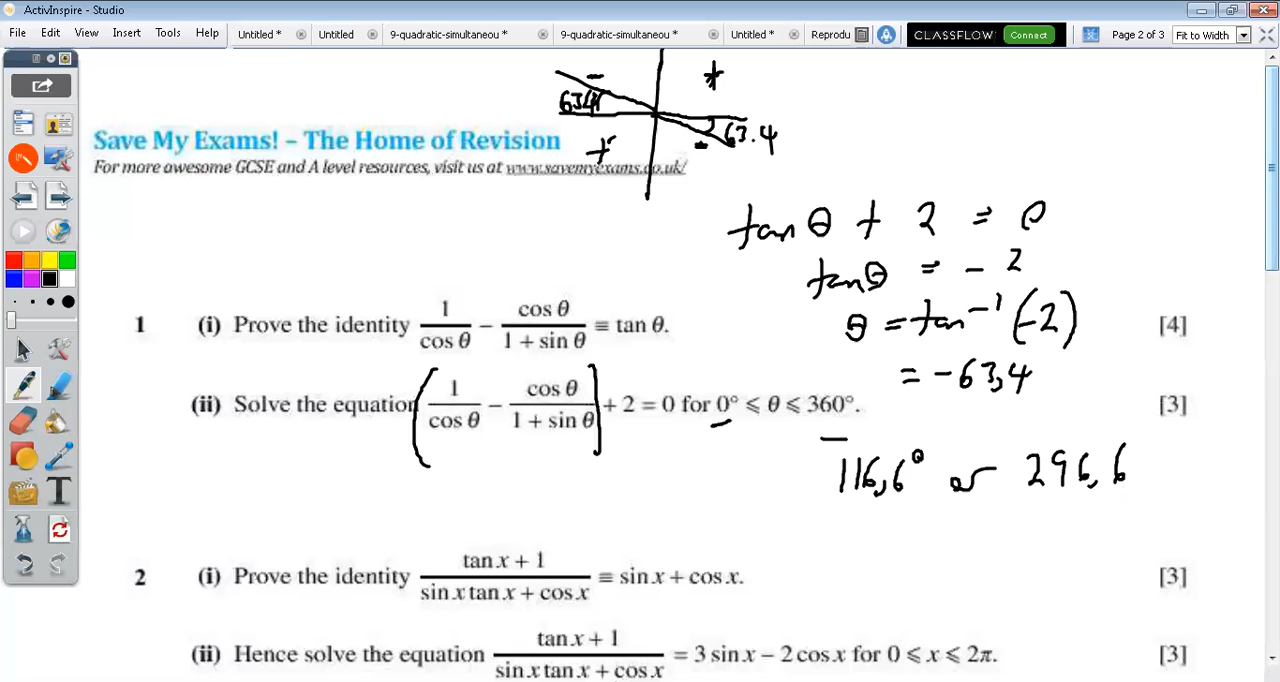 ActivInspire - Studio
File Edit View Insert Tools Help Untitled * Untitled 9-quadratic-simultaneou * 9-quadratic-simultaneou * Untitled * Reprodu CLASSFLOW Connect Page 2 of 3 Fit to Width
- +
63.4 63.4
+ -
Save My Exams! – The Home of Revision
For more awesome GCSE and A level resources, visit us at www.savemyexams.co.uk/
tan θ + 2 = 0
tan θ = - 2
θ = tan⁻¹ (-2)
= -63,4
1 (i) Prove the identity 1/cos θ − cos θ/(1 + sin θ) ≡ tan θ. [4]
(ii) Solve the equation (1/cos θ − cos θ/(1 + sin θ)) + 2 = 0 for 0° ⩽ θ ⩽ 360°. [3]
116,6° or 296,6
2 (i) Prove the identity (tan x + 1)/(sin x tan x + cos x) ≡ sin x + cos x. [3]
(ii) Hence solve the equation (tan x + 1)/(sin x tan x + cos x) = 3 sin x − 2 cos x for 0 ⩽ x ⩽ 2π. [3]